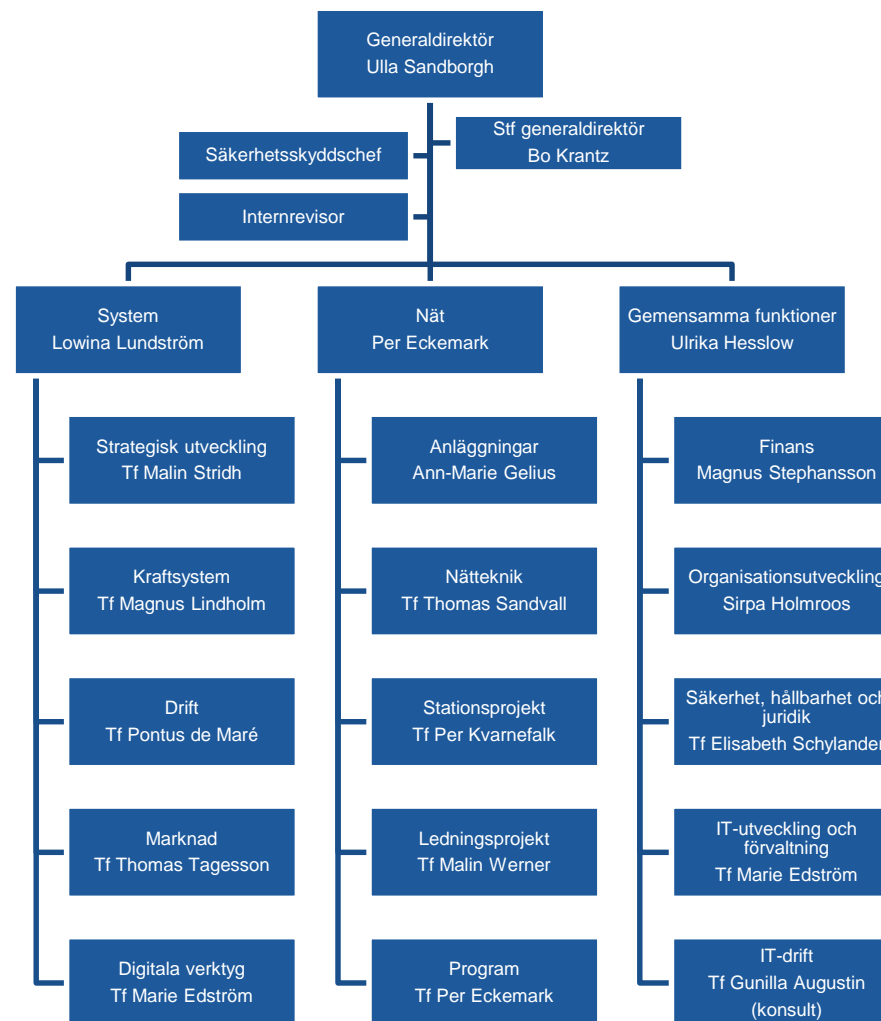 Generaldirektör
Ulla Sandborgh
Stf generaldirektör
Bo Krantz
Säkerhetsskyddschef
Internrevisor
System
Lowina Lundström
Nät
Per Eckemark
Gemensamma funktioner
Ulrika Hesslow
Strategisk utveckling
Tf Malin Stridh
Kraftsystem
Tf Magnus Lindholm
Drift
Tf Pontus de Maré
Marknad
Tf Thomas Tagesson
Digitala verktyg
Tf Marie Edström
Anläggningar
Ann-Marie Gelius
Nätteknik
Tf Thomas Sandvall
Stationsprojekt
Tf Per Kvarnefalk
Ledningsprojekt
Tf Malin Werner
Program
Tf Per Eckemark
Finans
Magnus Stephansson
Organisationsutveckling
Sirpa Holmroos
Säkerhet, hållbarhet och
juridik
Tf Elisabeth Schylander
IT-utveckling och
förvaltning
Tf Marie Edström
IT-drift
Tf Gunilla Augustin
(konsult)